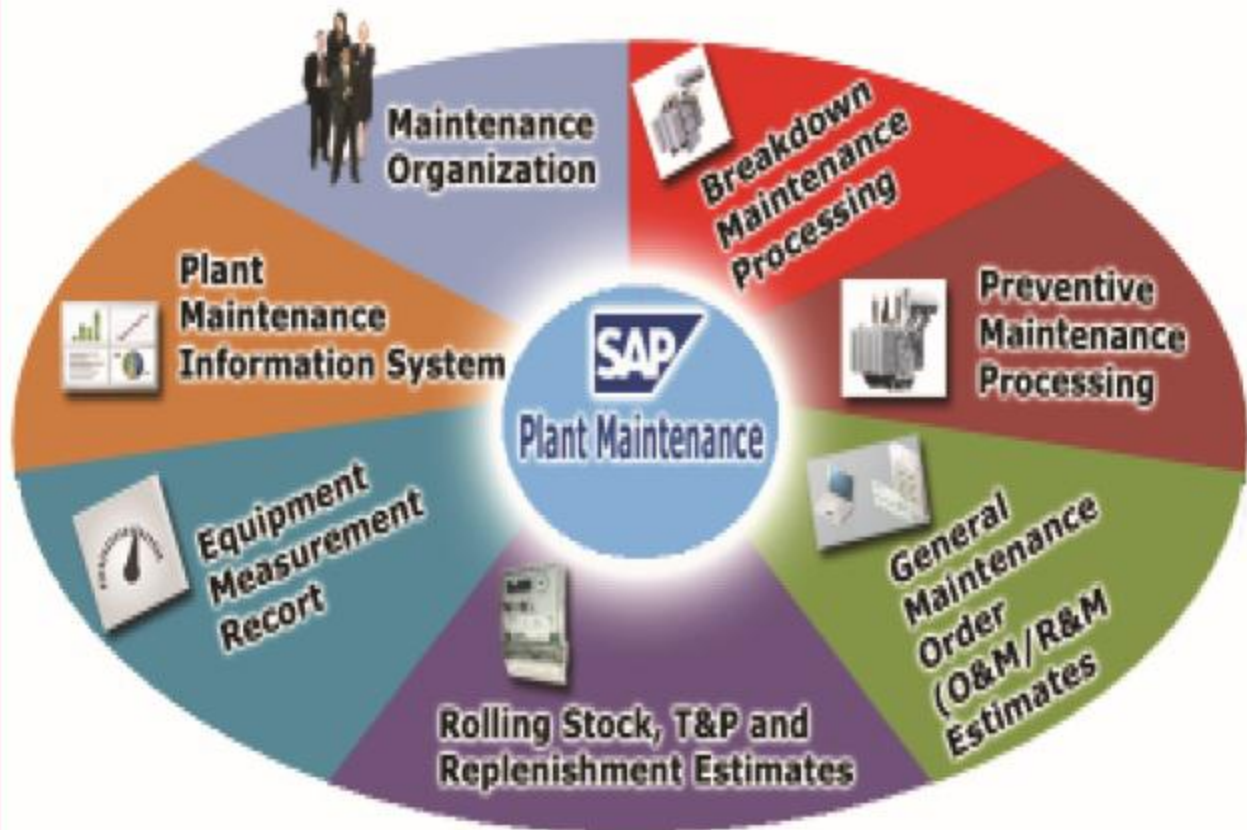 Maintenance
Organization
Breakdown
Maintenance
Processing
Preventive
Maintenance
Processing
General
Maintenance
Order
(O&M/R&M
Estimates
Rolling Stock, T&P and
Replenishment Estimates
Equipment
Measurement
Recort
Plant
Maintenance
Information System
SAP
Plant Maintenance